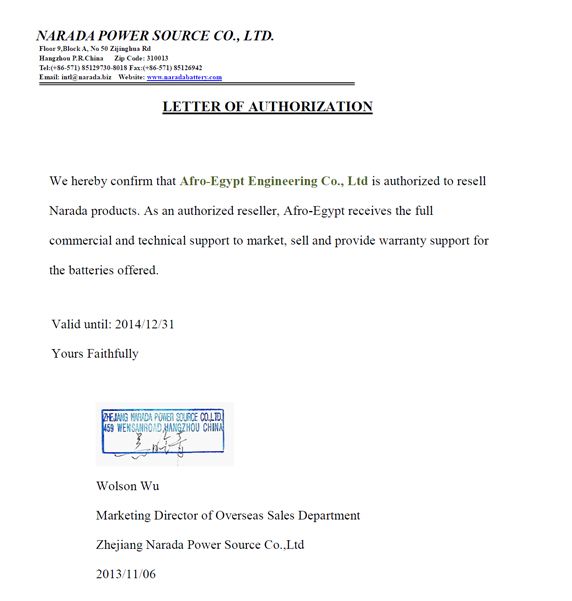 NARADA POWER SOURCE CO., LTD.
Floor 9,Block A, No 50 Zijinghua Rd
Hangzhou P.R.China Zip Code: 310013
Tel:(+86-571) 85129730-8018 Fax:(+86-571) 85126942
Email: intl@narada.biz Website: www.naradabattery.com
LETTER OF AUTHORIZATION
We hereby confirm that Afro-Egypt Engineering Co., Ltd is authorized to resell
Narada products. As an authorized reseller, Afro-Egypt receives the full
commercial and technical support to market, sell and provide warranty support for
the batteries offered.
Valid until: 2014/12/31
Yours Faithfully
ZHEJIANG NARADA POWER SOURCE CO.LTD.
459 WENSANROAD,HANGZHOU CHINA
Wolson Wu
Marketing Director of Overseas Sales Department
Zhejiang Narada Power Source Co.,Ltd
2013/11/06